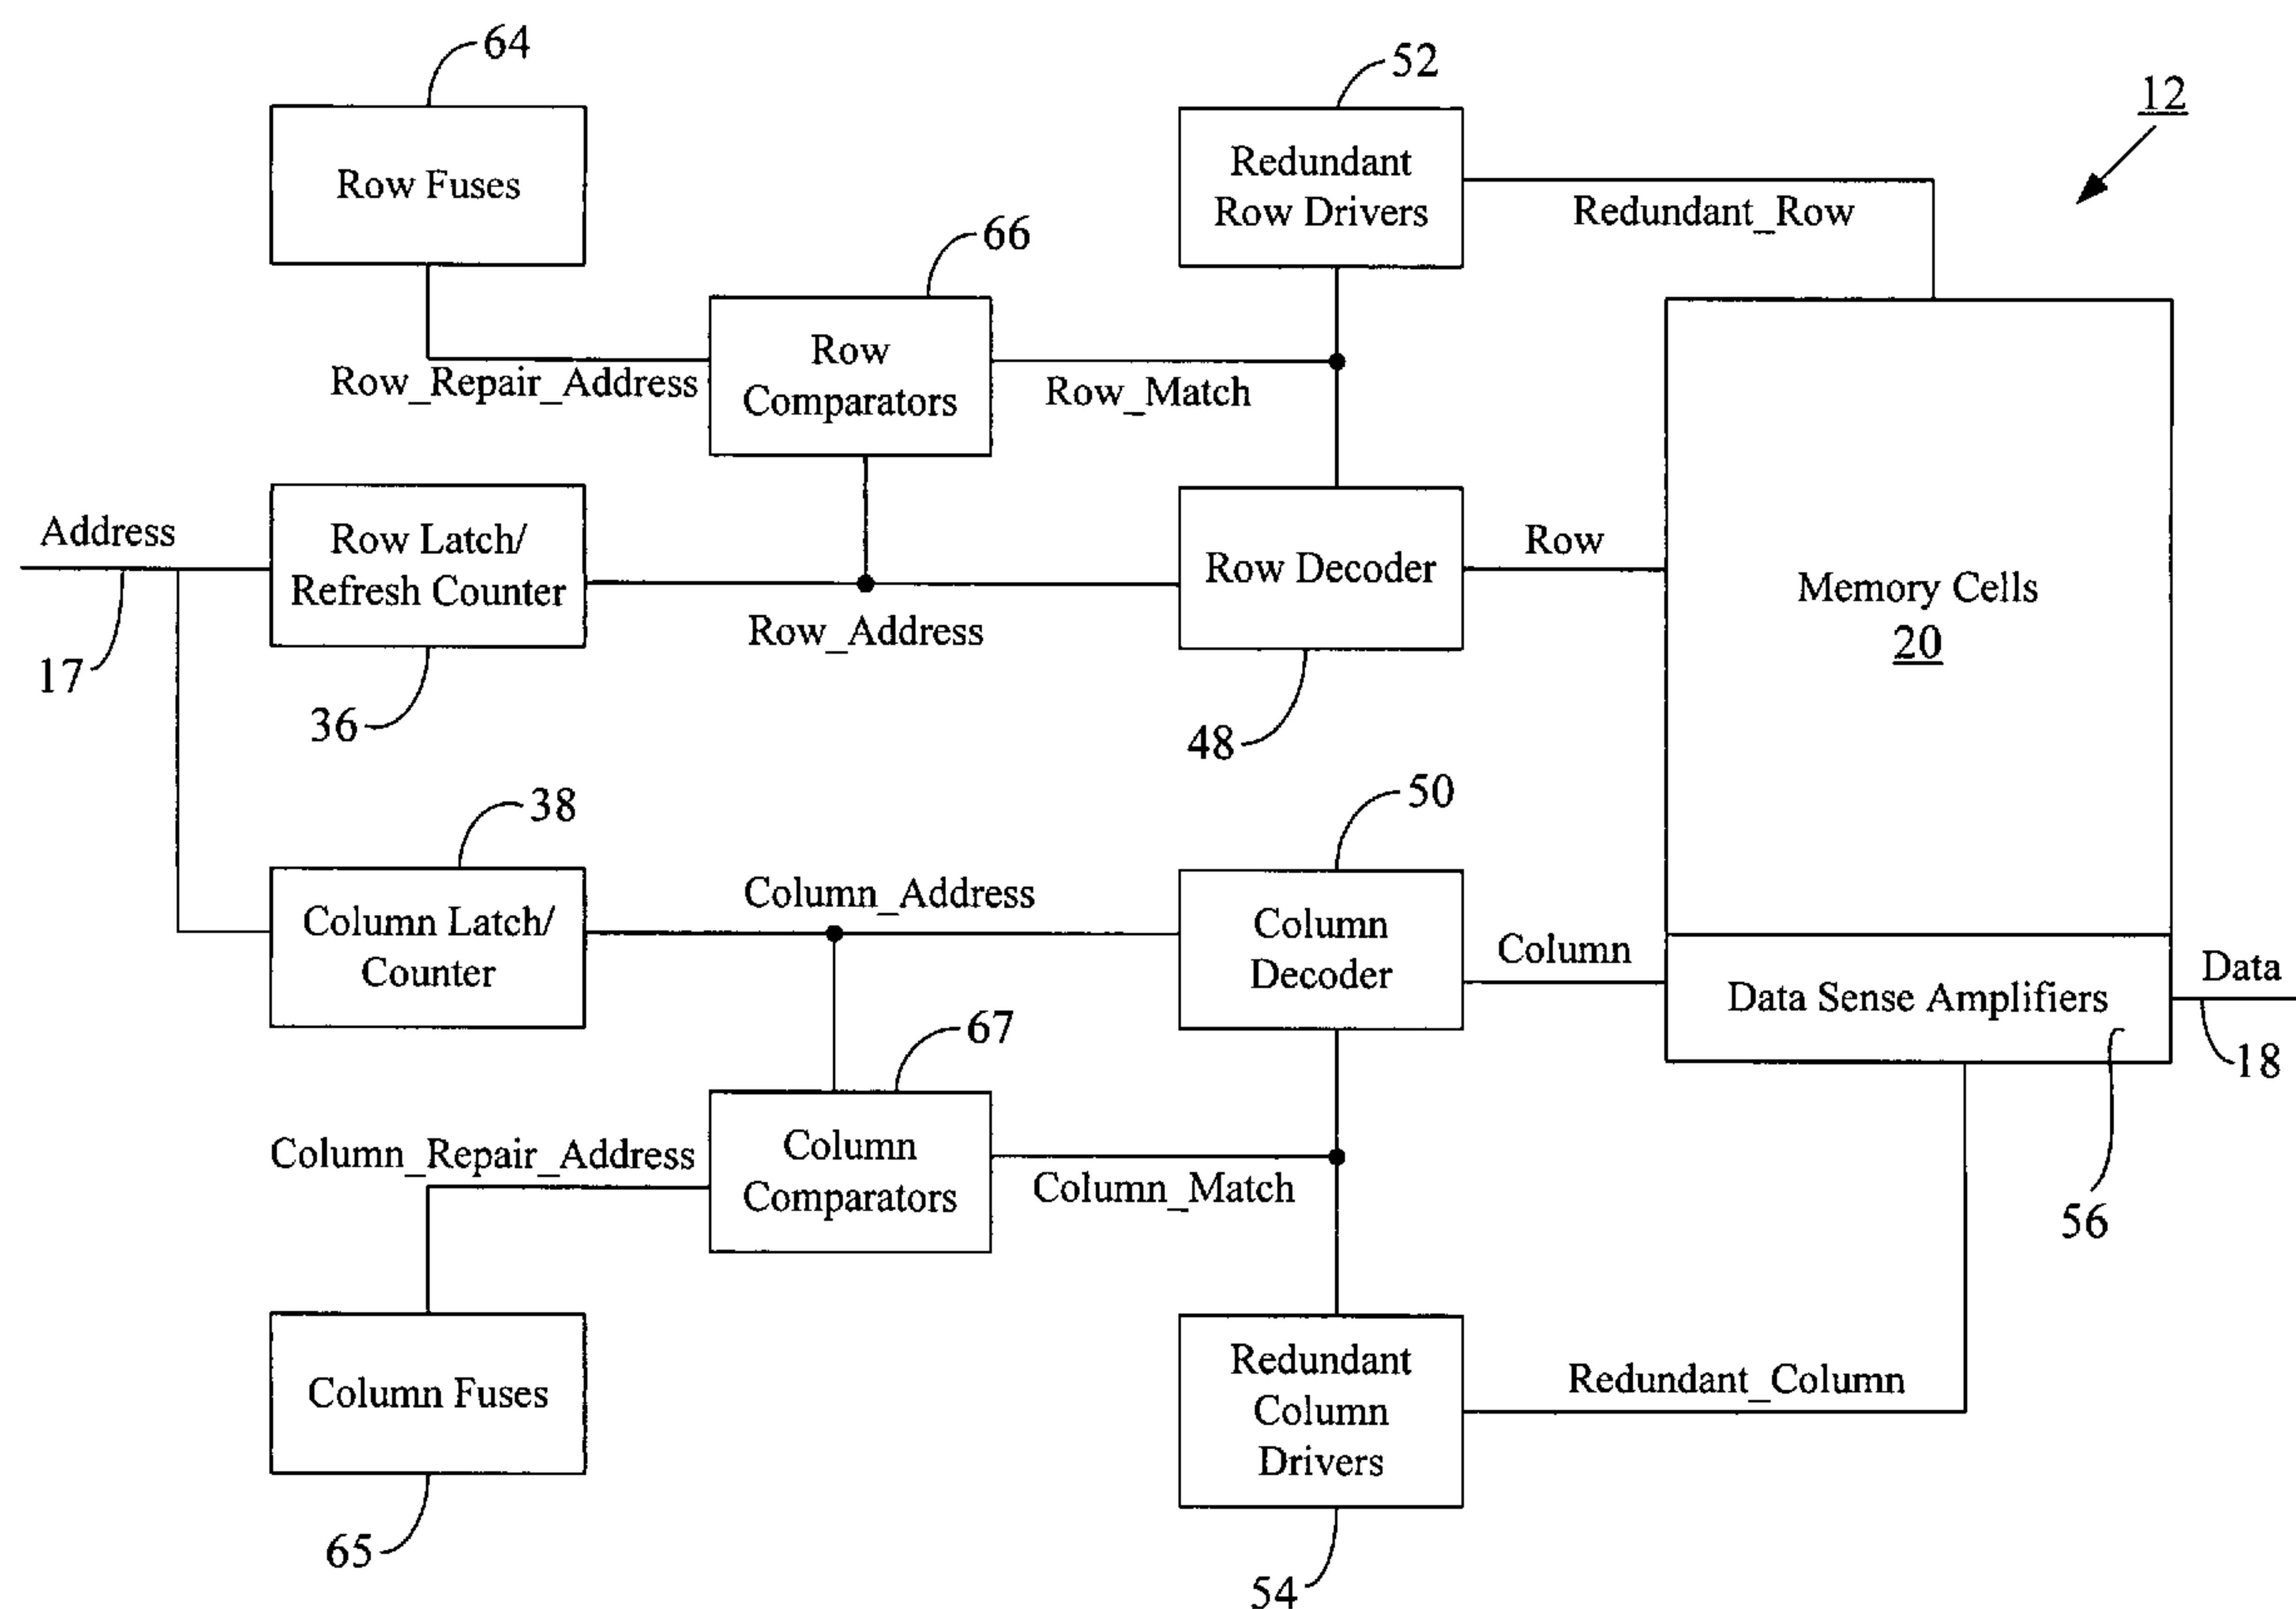 64
52
12
Row Fuses
Redundant
Row Drivers
Redundant_Row
66
Row
Comparators
Row_Repair_Address
Row_Match
Address
Row Latch/
Refresh Counter
Row_Address
Row Decoder
Row
Memory Cells
20
17
36
48
38
50
Column Latch/
Counter
Column_Address
Column
Decoder
Column
Data Sense Amplifiers
Data
18
67
56
Column_Repair_Address
Column
Comparators
Column_Match
Column Fuses
Redundant
Column
Drivers
Redundant_Column
65
54